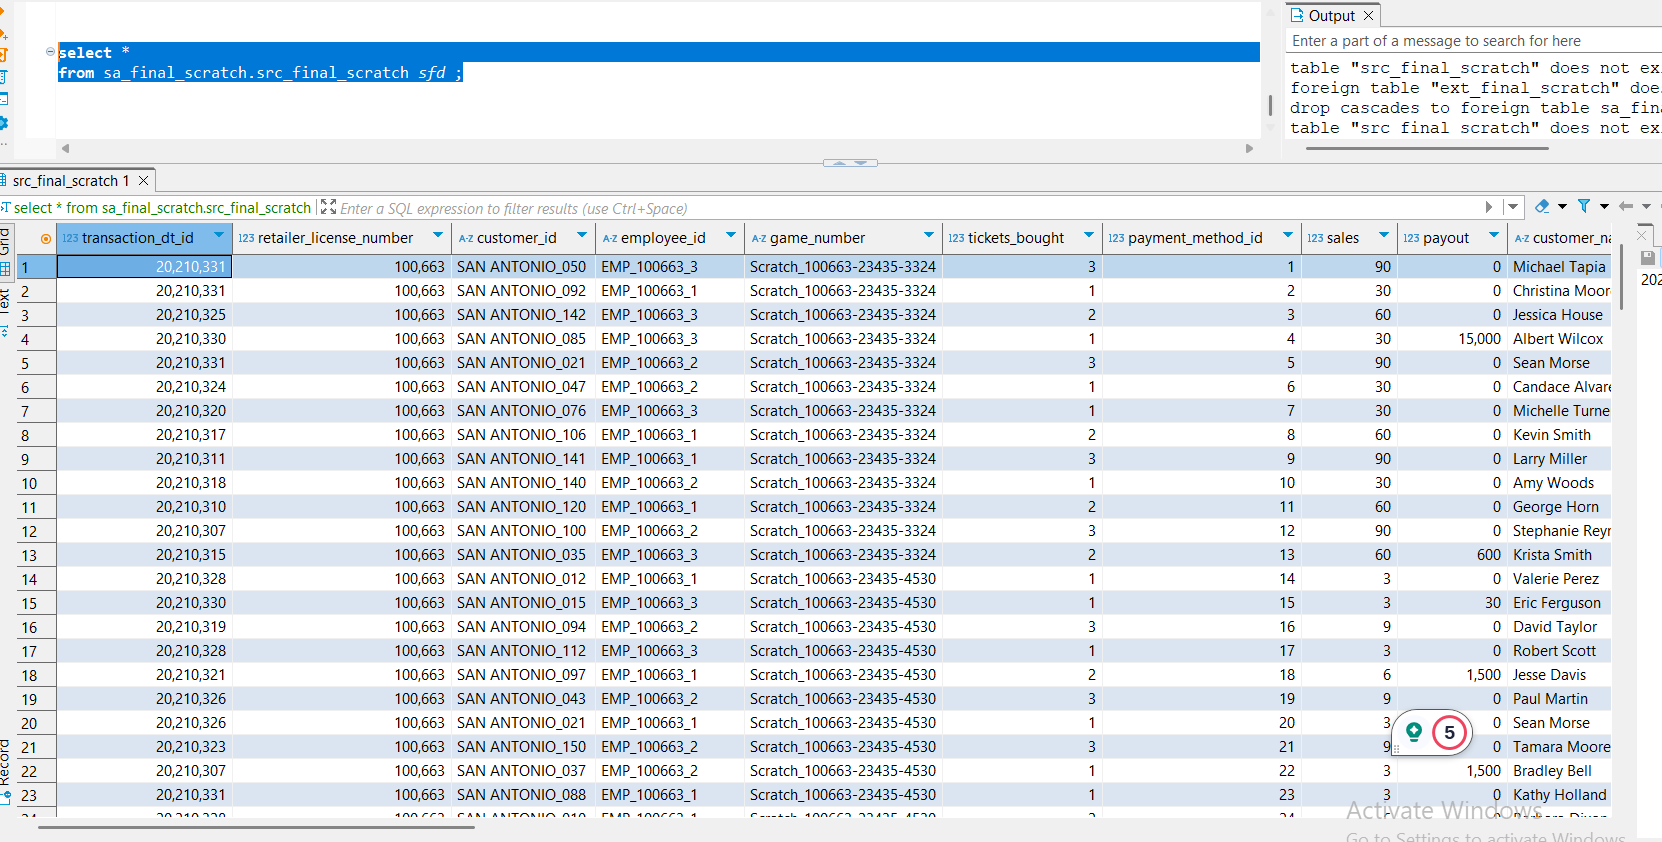 select *
from sa_final_scratch.src_final_scratch sfd ;
Output
Enter a part of a message to search for here
table "src_final_scratch" does not ex
foreign table "ext_final_scratch" doe
drop cascades to foreign table sa_fin
table "src final scratch" does not ex
src_final_scratch 1
select * from sa_final_scratch.src_final_scratch Enter a SQL expression to filter results (use Ctrl+Space)
Grid
Text
Record
123 transaction_dt_id 123 retailer_license_number A-Z customer_id A-Z employee_id A-Z game_number 123 tickets_bought 123 payment_method_id 123 sales 123 payout A-Z customer_na
1 20,210,331 100,663 SAN ANTONIO_050 EMP_100663_3 Scratch_100663-23435-3324 3 1 90 0 Michael Tapia
2 20,210,331 100,663 SAN ANTONIO_092 EMP_100663_1 Scratch_100663-23435-3324 1 2 30 0 Christina Moor
3 20,210,325 100,663 SAN ANTONIO_142 EMP_100663_3 Scratch_100663-23435-3324 2 3 60 0 Jessica House
4 20,210,330 100,663 SAN ANTONIO_085 EMP_100663_3 Scratch_100663-23435-3324 1 4 30 15,000 Albert Wilcox
5 20,210,331 100,663 SAN ANTONIO_021 EMP_100663_2 Scratch_100663-23435-3324 3 5 90 0 Sean Morse
6 20,210,324 100,663 SAN ANTONIO_047 EMP_100663_2 Scratch_100663-23435-3324 1 6 30 0 Candace Alvar
7 20,210,320 100,663 SAN ANTONIO_076 EMP_100663_3 Scratch_100663-23435-3324 1 7 30 0 Michelle Turne
8 20,210,317 100,663 SAN ANTONIO_106 EMP_100663_1 Scratch_100663-23435-3324 2 8 60 0 Kevin Smith
9 20,210,311 100,663 SAN ANTONIO_141 EMP_100663_1 Scratch_100663-23435-3324 3 9 90 0 Larry Miller
10 20,210,318 100,663 SAN ANTONIO_140 EMP_100663_2 Scratch_100663-23435-3324 1 10 30 0 Amy Woods
11 20,210,310 100,663 SAN ANTONIO_120 EMP_100663_1 Scratch_100663-23435-3324 2 11 60 0 George Horn
12 20,210,307 100,663 SAN ANTONIO_100 EMP_100663_2 Scratch_100663-23435-3324 3 12 90 0 Stephanie Reyn
13 20,210,315 100,663 SAN ANTONIO_035 EMP_100663_3 Scratch_100663-23435-3324 2 13 60 600 Krista Smith
14 20,210,328 100,663 SAN ANTONIO_012 EMP_100663_1 Scratch_100663-23435-4530 1 14 3 0 Valerie Perez
15 20,210,330 100,663 SAN ANTONIO_015 EMP_100663_3 Scratch_100663-23435-4530 1 15 3 30 Eric Ferguson
16 20,210,319 100,663 SAN ANTONIO_094 EMP_100663_2 Scratch_100663-23435-4530 3 16 9 0 David Taylor
17 20,210,328 100,663 SAN ANTONIO_112 EMP_100663_3 Scratch_100663-23435-4530 1 17 3 0 Robert Scott
18 20,210,321 100,663 SAN ANTONIO_097 EMP_100663_1 Scratch_100663-23435-4530 2 18 6 1,500 Jesse Davis
19 20,210,326 100,663 SAN ANTONIO_043 EMP_100663_2 Scratch_100663-23435-4530 3 19 9 0 Paul Martin
20 20,210,326 100,663 SAN ANTONIO_021 EMP_100663_1 Scratch_100663-23435-4530 1 20 3 0 Sean Morse
21 20,210,323 100,663 SAN ANTONIO_150 EMP_100663_2 Scratch_100663-23435-4530 3 21 9 0 Tamara Moore
22 20,210,307 100,663 SAN ANTONIO_037 EMP_100663_2 Scratch_100663-23435-4530 1 22 3 1,500 Bradley Bell
23 20,210,331 100,663 SAN ANTONIO_088 EMP_100663_1 Scratch_100663-23435-4530 1 23 3 0 Kathy Holland
5
202
Activate Windows
Go to Settings to activate Windows